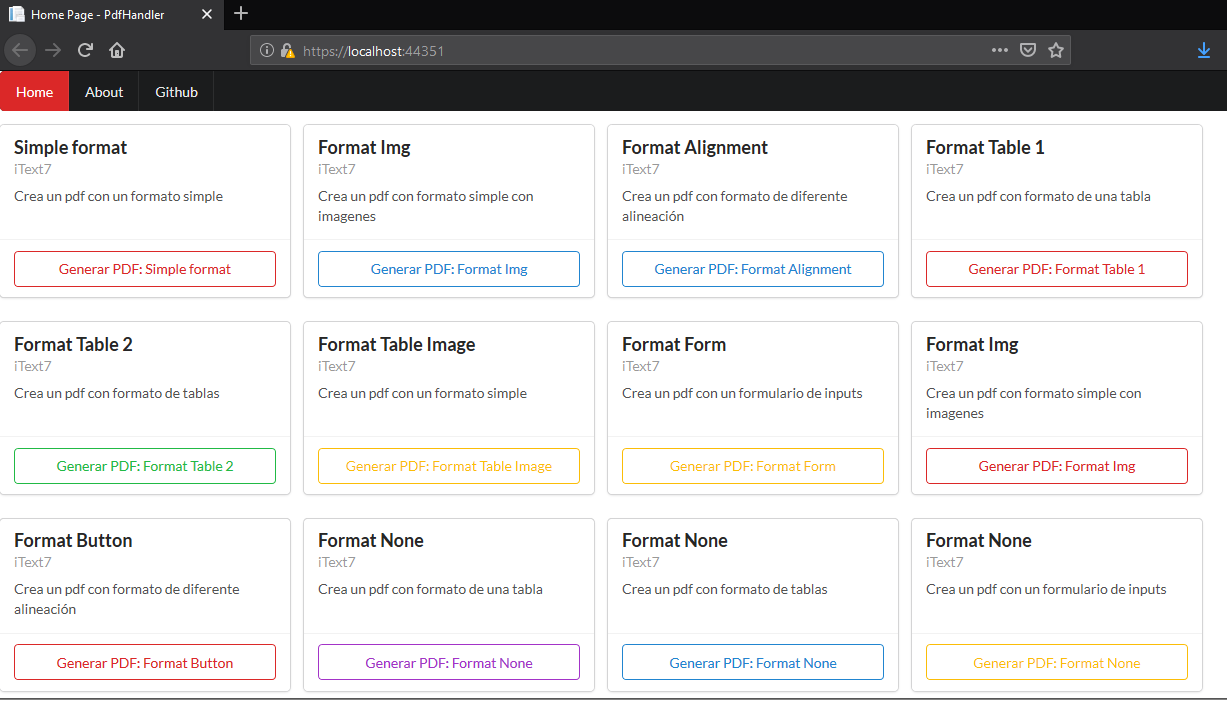 Home Page - PdfHandler
https://localhost:44351
Home About Github
Simple format
iText7
Crea un pdf con un formato simple
Generar PDF: Simple format
Format Img
iText7
Crea un pdf con formato simple con
imagenes
Generar PDF: Format Img
Format Alignment
iText7
Crea un pdf con formato de diferente
alineación
Generar PDF: Format Alignment
Format Table 1
iText7
Crea un pdf con formato de una tabla
Generar PDF: Format Table 1
Format Table 2
iText7
Crea un pdf con formato de tablas
Generar PDF: Format Table 2
Format Table Image
iText7
Crea un pdf con un formato simple
Generar PDF: Format Table Image
Format Form
iText7
Crea un pdf con un formulario de inputs
Generar PDF: Format Form
Format Img
iText7
Crea un pdf con formato simple con
imagenes
Generar PDF: Format Img
Format Button
iText7
Crea un pdf con formato de diferente
alineación
Generar PDF: Format Button
Format None
iText7
Crea un pdf con formato de una tabla
Generar PDF: Format None
Format None
iText7
Crea un pdf con formato de tablas
Generar PDF: Format None
Format None
iText7
Crea un pdf con un formulario de inputs
Generar PDF: Format None